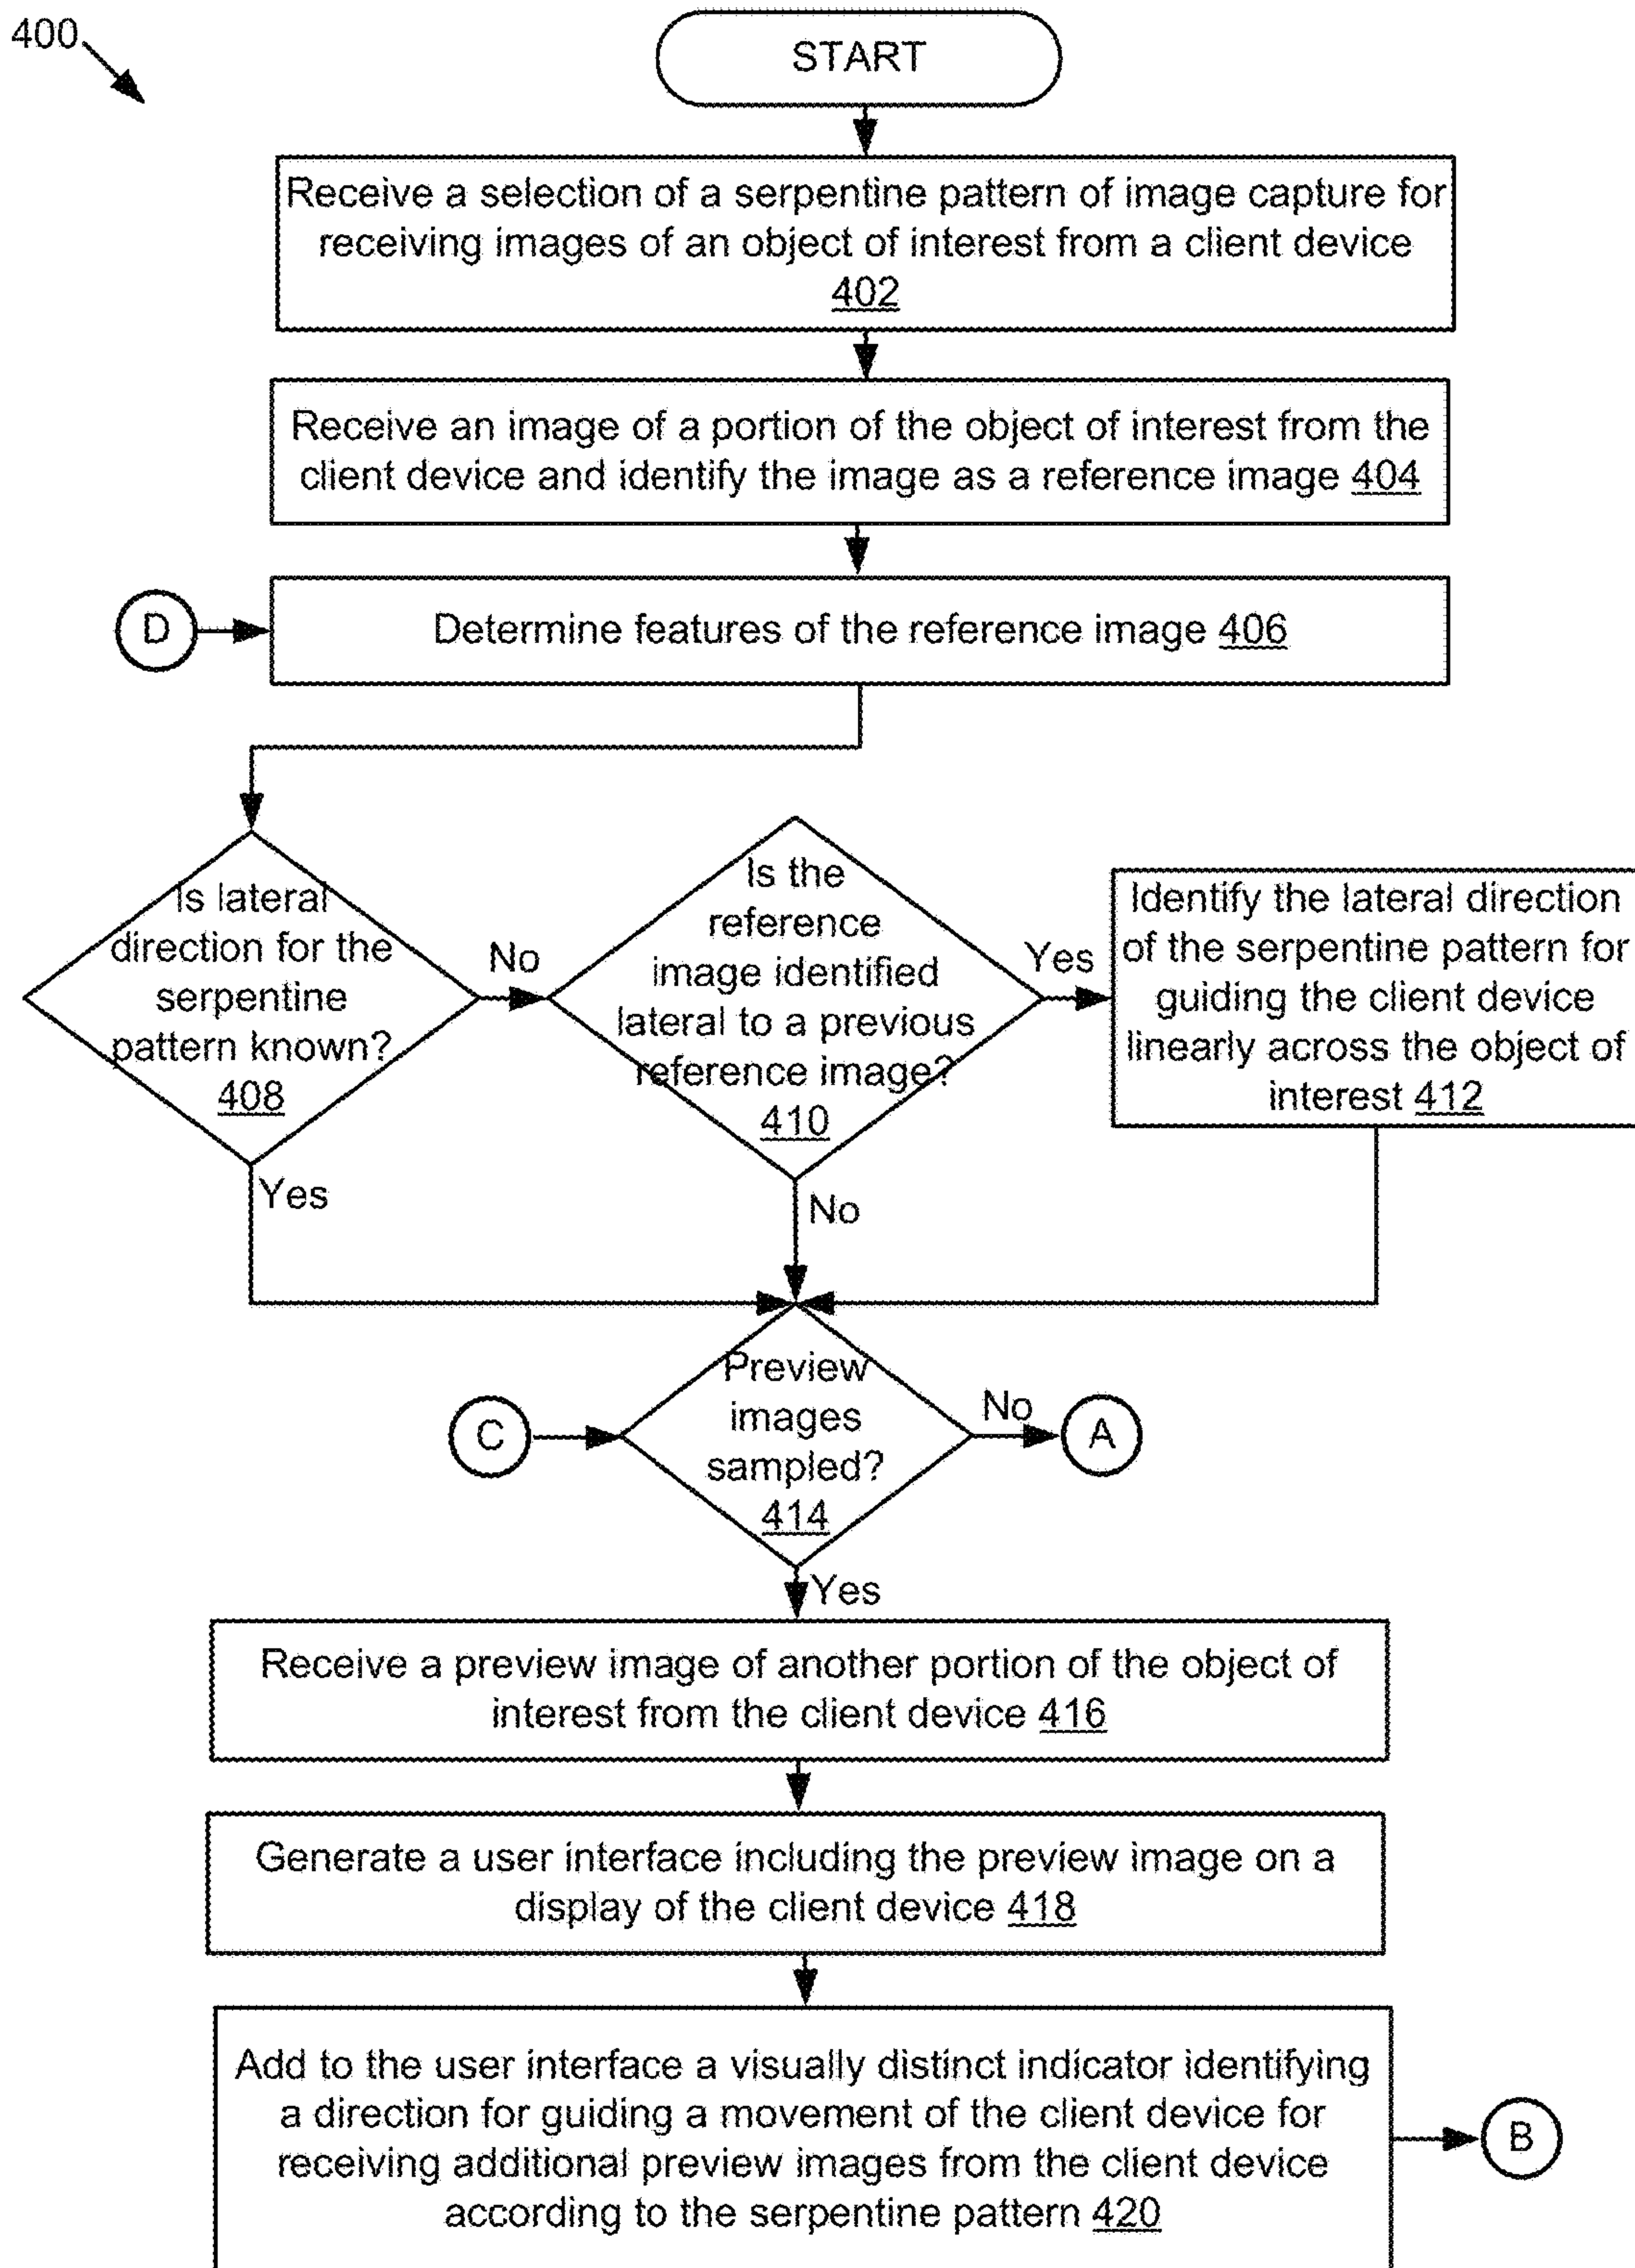 400
START
Receive a selection of a serpentine pattern of image capture for
receiving images of an object of interest from a client device
402
Receive an image of a portion of the object of interest from the
client device and identify the image as a reference image 404
D
Determine features of the reference image 406
Is lateral
direction for the
serpentine
pattern known?
408
No
Is the
reference
image identified
lateral to a previous
reference image?
410
Yes
Identify the lateral direction
of the serpentine pattern for
guiding the client device
linearly across the object of
interest 412
Yes
No
C
Preview
images
sampled?
414
No
A
Yes
Receive a preview image of another portion of the object of
interest from the client device 416
Generate a user interface including the preview image on a
display of the client device 418
Add to the user interface a visually distinct indicator identifying
a direction for guiding a movement of the client device for
receiving additional preview images from the client device
according to the serpentine pattern 420
B